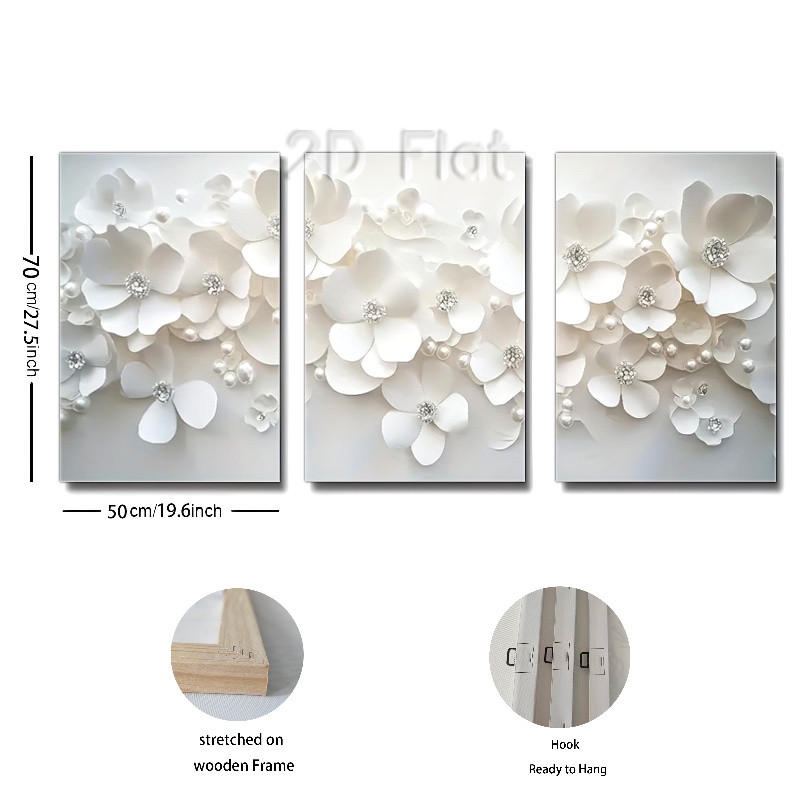 2D Flat
70 cm/27.5inch
50cm/19.6inch
stretched on
wooden Frame
Hook
Ready to Hang